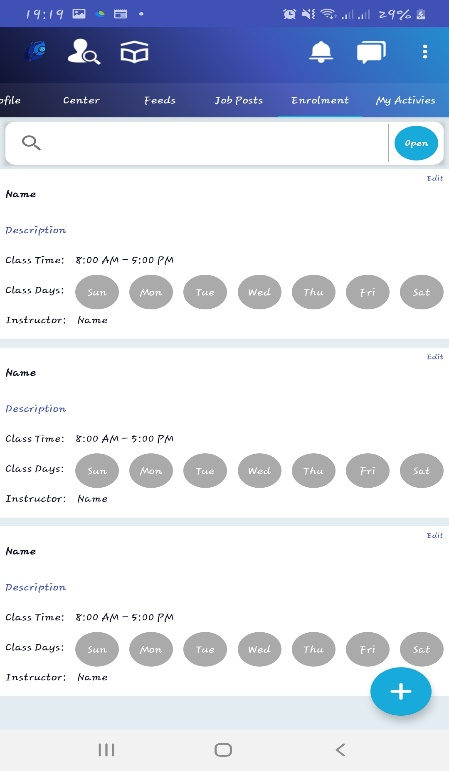 19:19 29%
ofile Center Feeds Job Posts Enrolment My Activies
Open
Edit
Name
Description
Class Time: 8:00 AM - 5:00 PM
Class Days: Sun Mon Tue Wed Thu Fri Sat
Instructor: Name
Edit
Name
Description
Class Time: 8:00 AM - 5:00 PM
Class Days: Sun Mon Tue Wed Thu Fri Sat
Instructor: Name
Edit
Name
Description
Class Time: 8:00 AM - 5:00 PM
Class Days: Sun Mon Tue Wed Thu Fri Sat
Instructor: Name